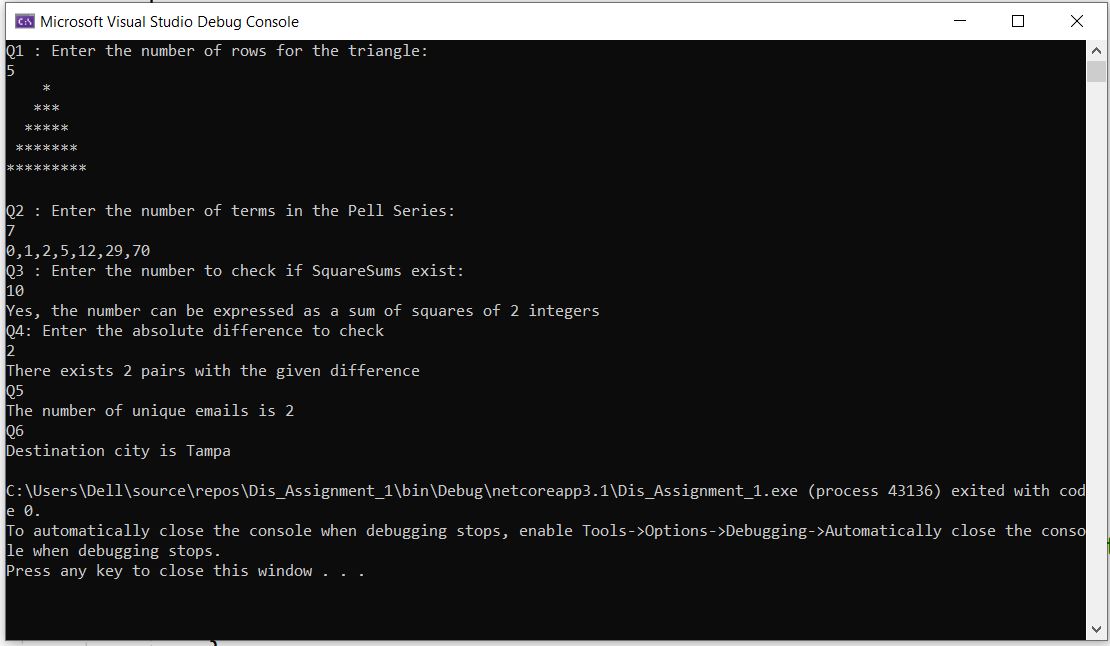 Microsoft Visual Studio Debug Console
Q1 : Enter the number of rows for the triangle:
5
    *
   ***
  *****
 *******
*********
Q2 : Enter the number of terms in the Pell Series:
7
0,1,2,5,12,29,70
Q3 : Enter the number to check if SquareSums exist:
10
Yes, the number can be expressed as a sum of squares of 2 integers
Q4: Enter the absolute difference to check
2
There exists 2 pairs with the given difference
Q5
The number of unique emails is 2
Q6
Destination city is Tampa
C:\Users\Dell\source\repos\Dis_Assignment_1\bin\Debug\netcoreapp3.1\Dis_Assignment_1.exe (process 43136) exited with cod
e 0.
To automatically close the console when debugging stops, enable Tools->Options->Debugging->Automatically close the conso
le when debugging stops.
Press any key to close this window . . .